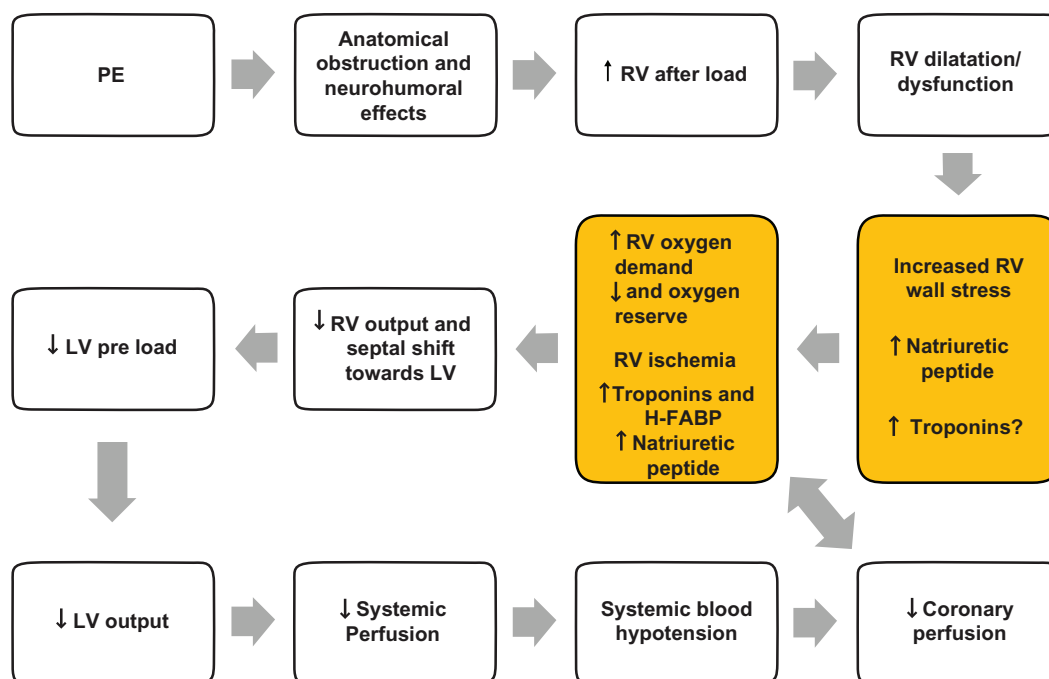 PE
Anatomical
obstruction and
neurohumoral
effects
↑ RV after load
RV dilatation/
dysfunction
Increased RV
wall stress
↑ Natriuretic
peptide
↑ Troponins?
↑ RV oxygen
demand
↓ and oxygen
reserve
RV ischemia
↑ Troponins and
H-FABP
↑ Natriuretic
peptide
↓ RV output and
septal shift
towards LV
↓ LV pre load
↓ LV output
↓ Systemic
Perfusion
Systemic blood
hypotension
↓ Coronary
perfusion